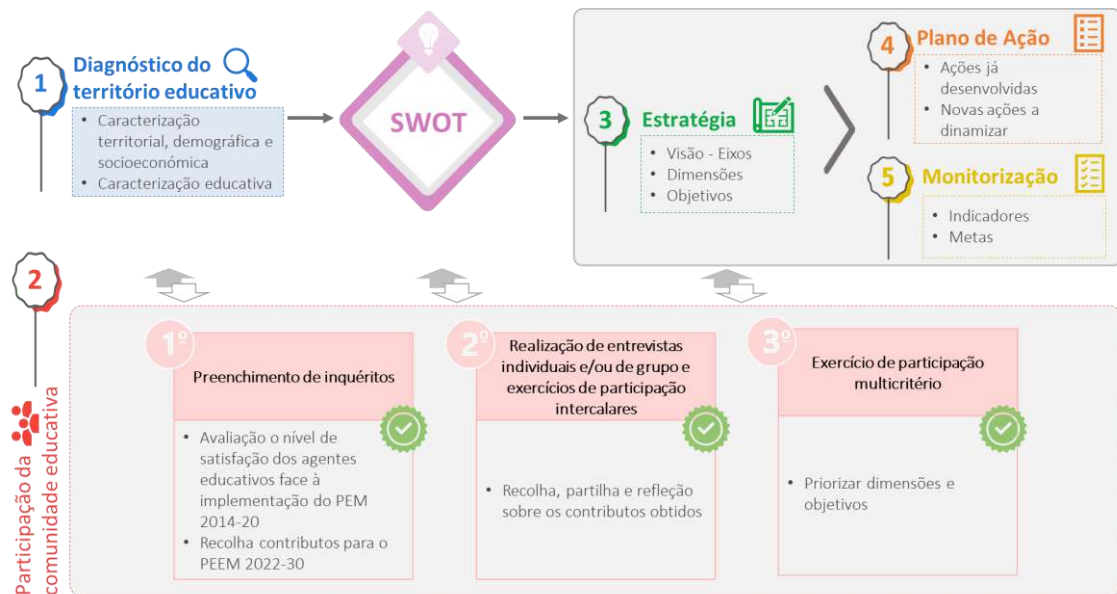 1
Diagnóstico do
território educativo
• Caracterização
territorial, demográfica e
socioeconómica
• Caracterização educativa
SWOT
3
Estratégia
• Visão - Eixos
• Dimensões
• Objetivos
4
Plano de Ação
• Ações já
desenvolvidas
• Novas ações a
dinamizar
5
Monitorização
• Indicadores
• Metas
2
Participação da
comunidade educativa
1º
Preenchimento de inquéritos
• Avaliação o nível de
satisfação dos agentes
educativos face à
implementação do PEM
2014-20
• Recolha contributos para o
PEEM 2022-30
2º
Realização de entrevistas
individuais e/ou de grupo e
exercícios de participação
intercalares
• Recolha, partilha e refleção
sobre os contributos obtidos
3º
Exercício de participação
multicritério
• Priorizar dimensões e
objetivos